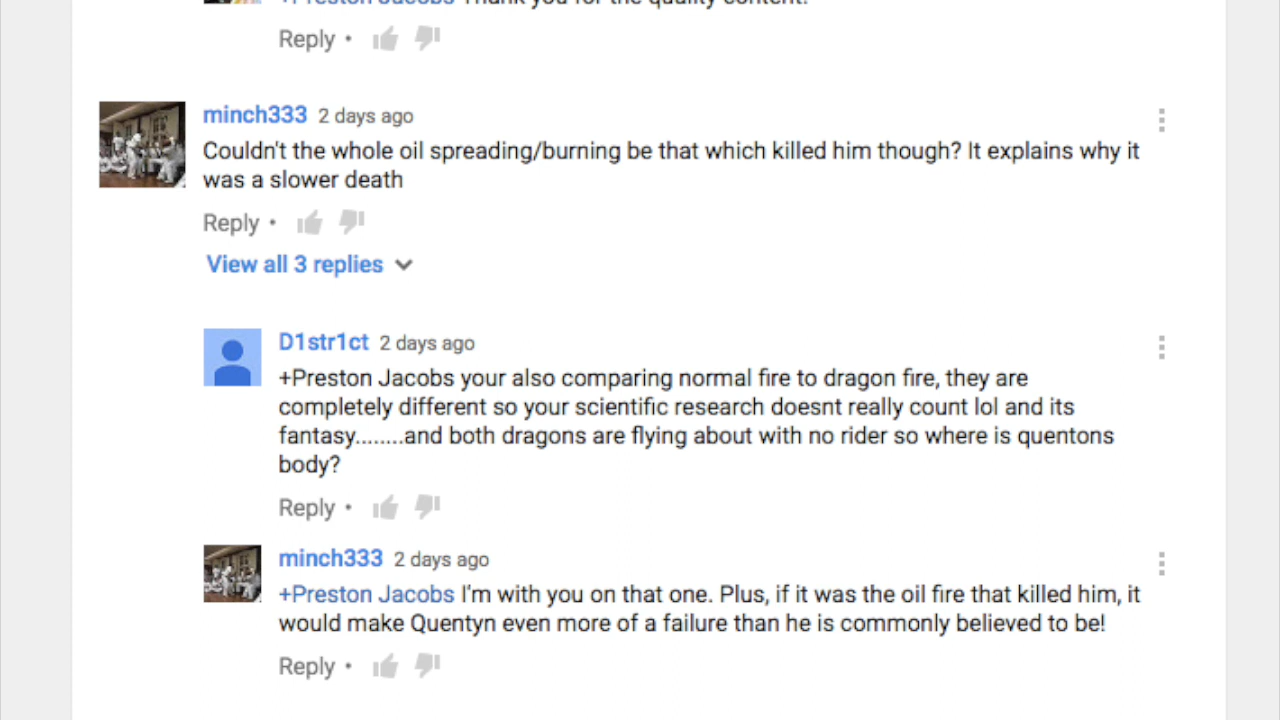 +Preston Jacobs Thank you for the quality content!
Reply •
minch333 2 days ago
Couldn't the whole oil spreading/burning be that which killed him though? It explains why it
was a slower death
Reply •
View all 3 replies
D1str1ct 2 days ago
+Preston Jacobs your also comparing normal fire to dragon fire, they are
completely different so your scientific research doesnt really count lol and its
fantasy........and both dragons are flying about with no rider so where is quentons
body?
Reply •
minch333 2 days ago
+Preston Jacobs I'm with you on that one. Plus, if it was the oil fire that killed him, it
would make Quentyn even more of a failure than he is commonly believed to be!
Reply •